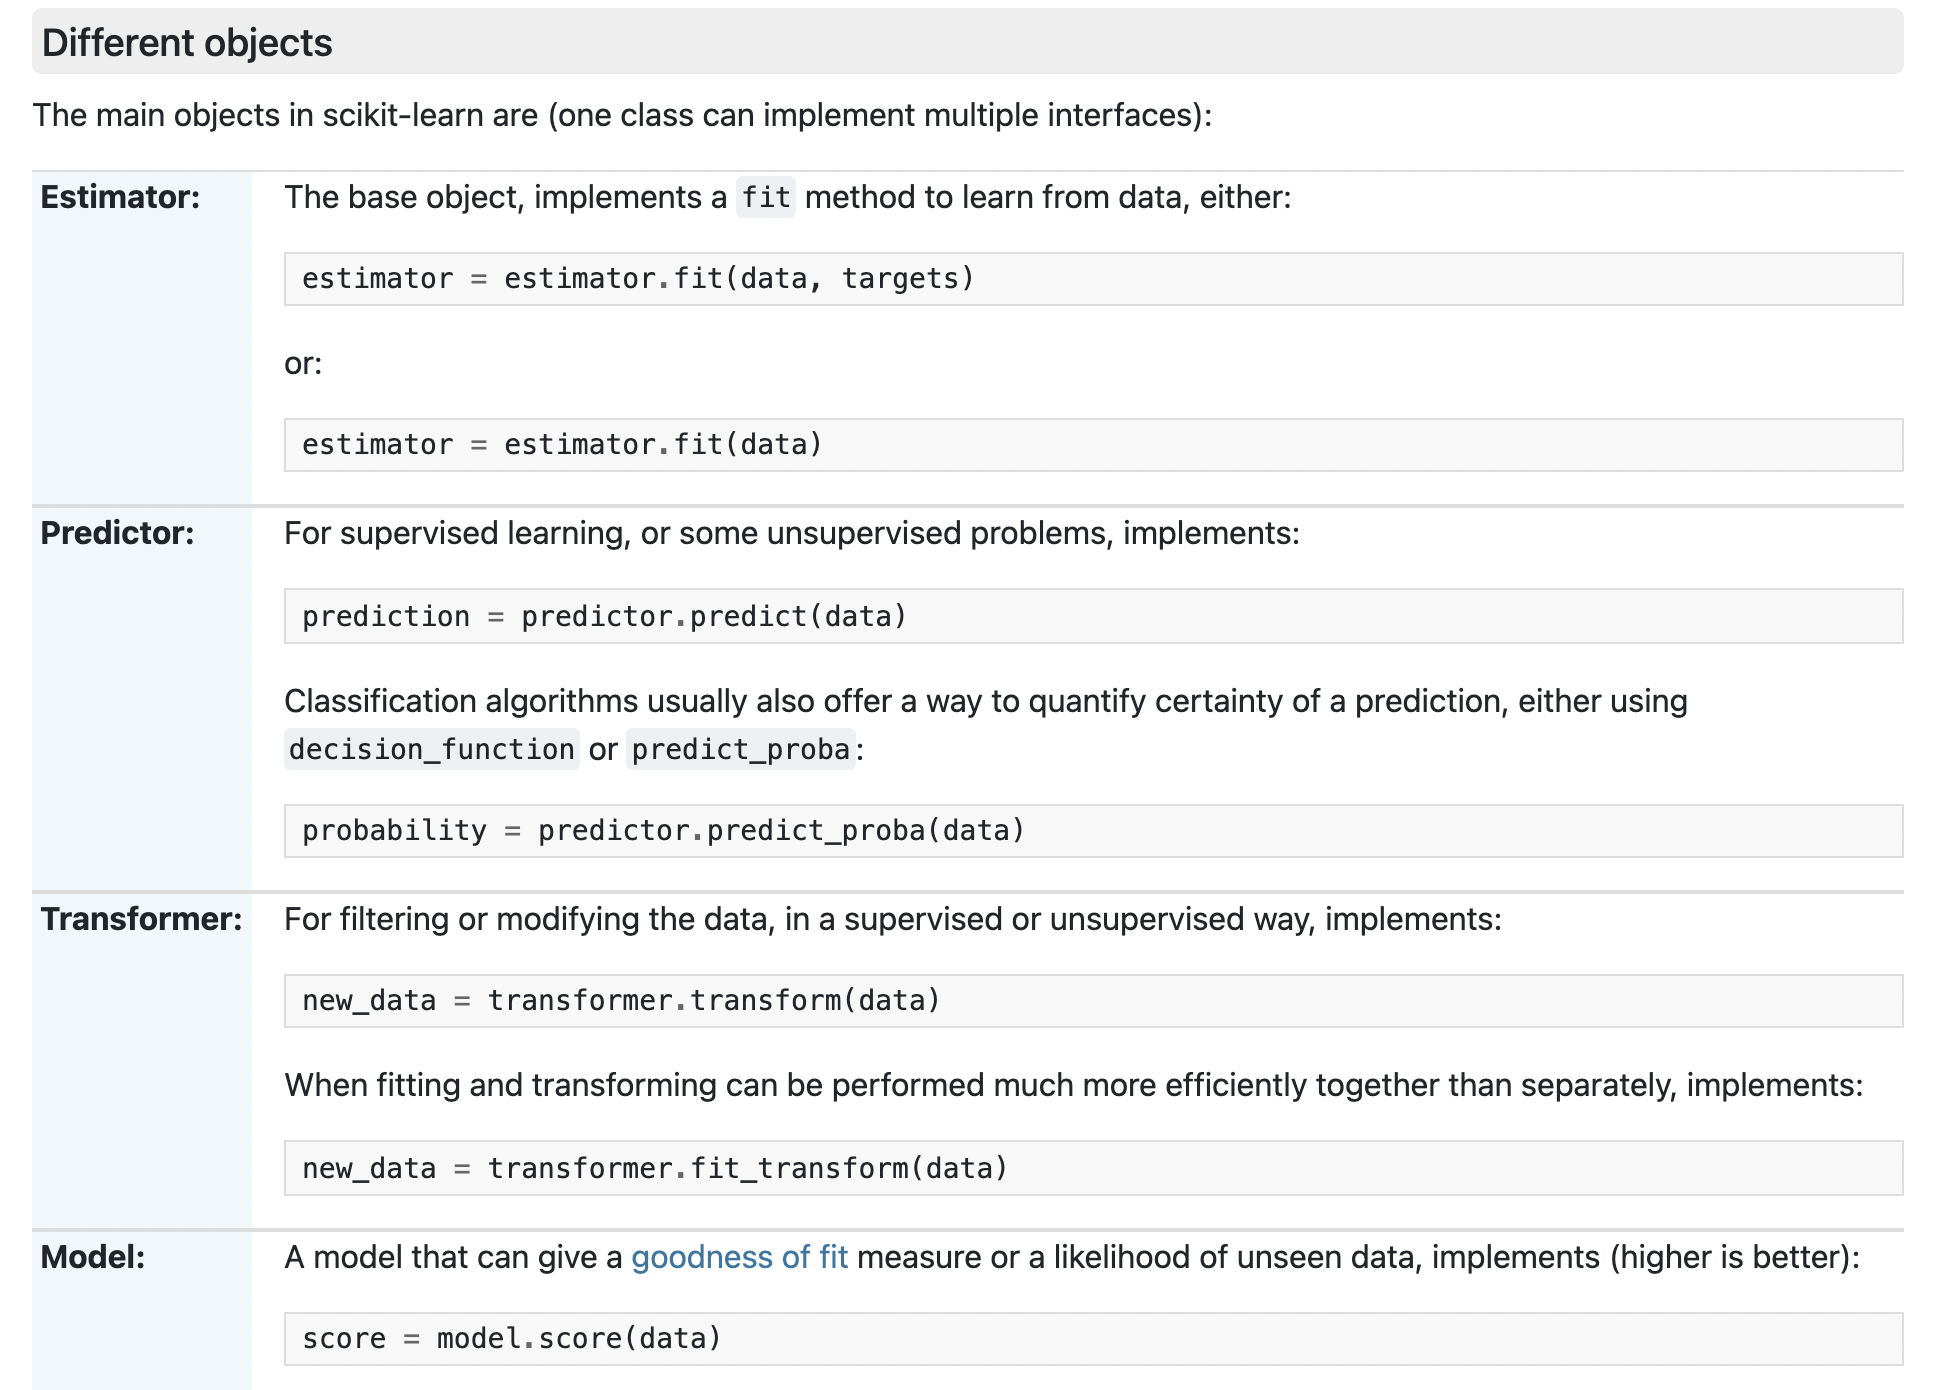 Different objects
The main objects in scikit-learn are (one class can implement multiple interfaces):
Estimator:
The base object, implements a fit method to learn from data, either:
estimator = estimator.fit(data, targets)
or:
estimator = estimator.fit(data)
Predictor:
For supervised learning, or some unsupervised problems, implements:
prediction = predictor.predict(data)
Classification algorithms usually also offer a way to quantify certainty of a prediction, either using
decision_function or predict_proba:
probability = predictor.predict_proba(data)
Transformer:
For filtering or modifying the data, in a supervised or unsupervised way, implements:
new_data = transformer.transform(data)
When fitting and transforming can be performed much more efficiently together than separately, implements:
new_data = transformer.fit_transform(data)
Model:
A model that can give a goodness of fit measure or a likelihood of unseen data, implements (higher is better):
score = model.score(data)